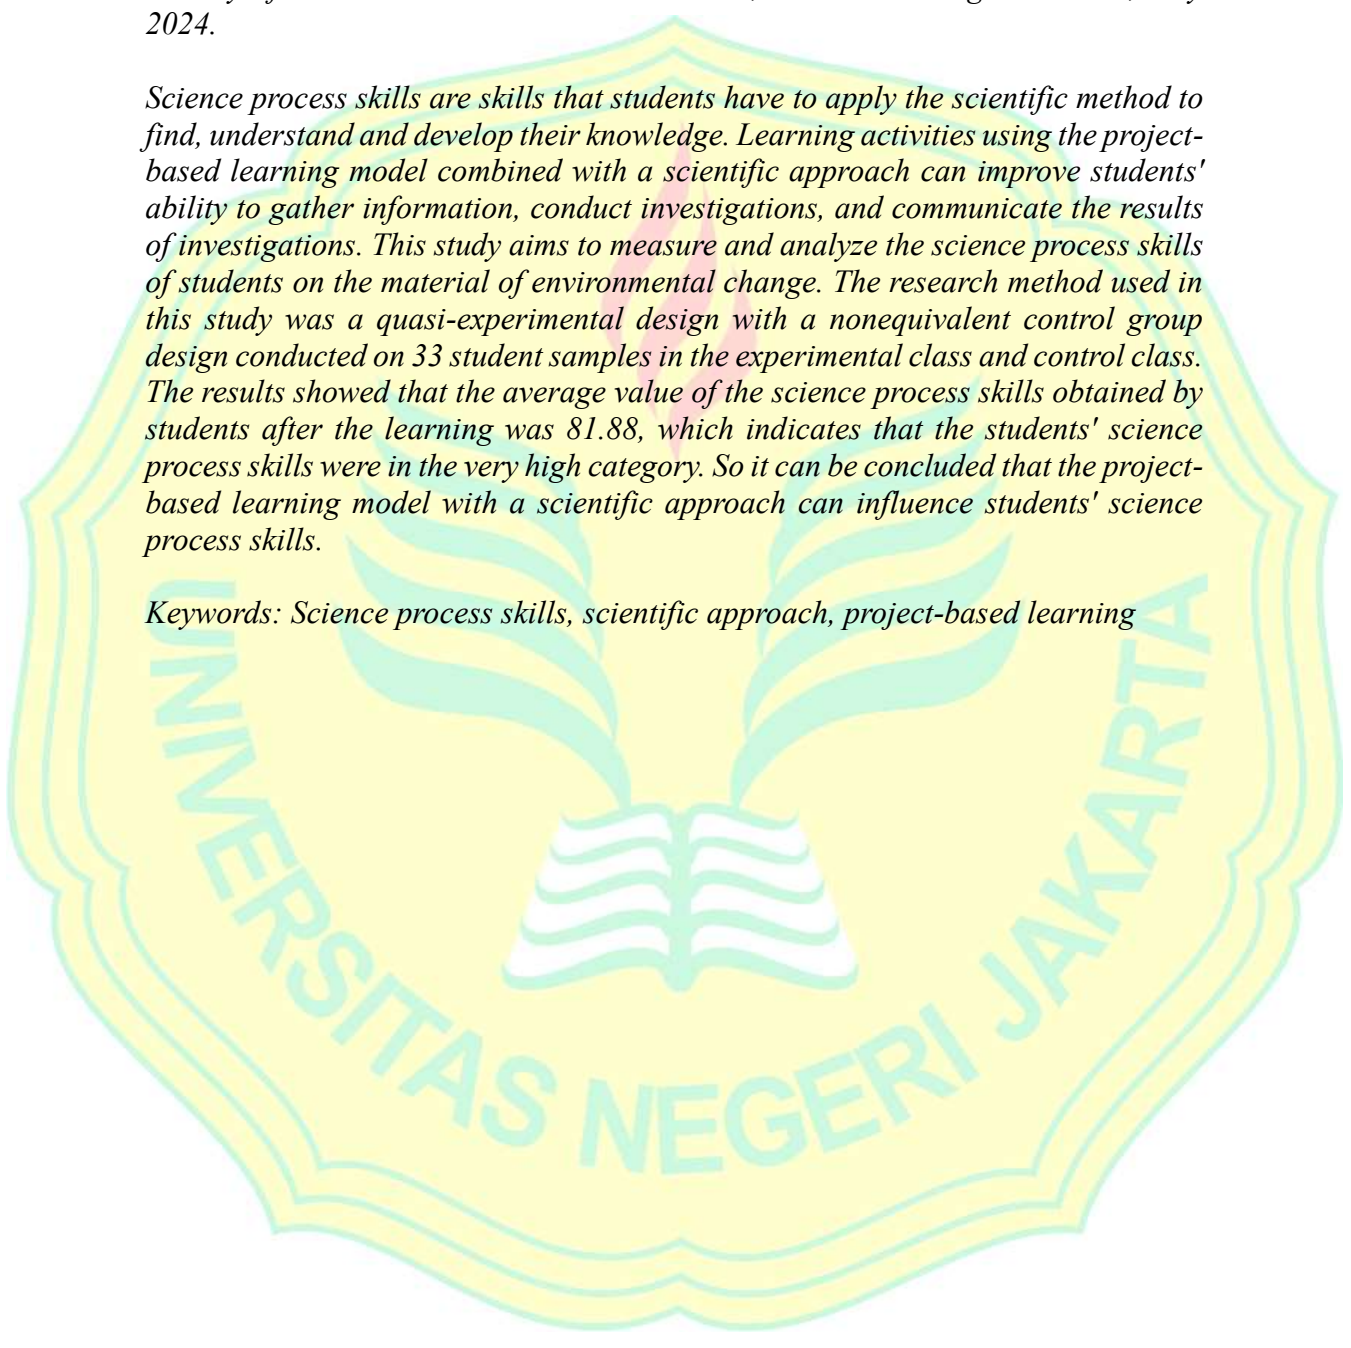 2024.
Science process skills are skills that students have to apply the scientific method to
find, understand and develop their knowledge. Learning activities using the project-
based learning model combined with a scientific approach can improve students'
ability to gather information, conduct investigations, and communicate the results
of investigations. This study aims to measure and analyze the science process skills
of students on the material of environmental change. The research method used in
this study was a quasi-experimental design with a nonequivalent control group
design conducted on 33 student samples in the experimental class and control class.
The results showed that the average value of the science process skills obtained by
students after the learning was 81.88, which indicates that the students' science
process skills were in the very high category. So it can be concluded that the project-
based learning model with a scientific approach can influence students' science
process skills.
Keywords: Science process skills, scientific approach, project-based learning
UNIVERSITAS NEGERI JAKARTA